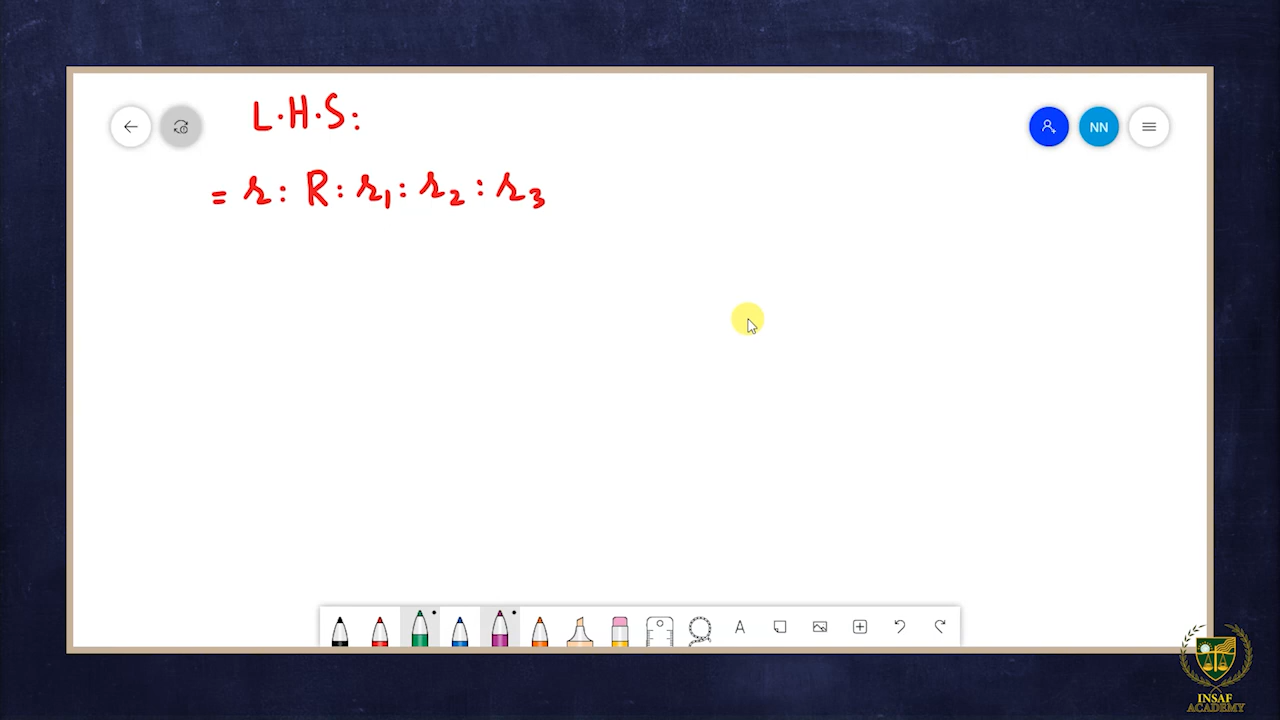 L.H.S:
= r : R : r₁ : r₂ : r₃
NN
A
INSAF
ACADEMY